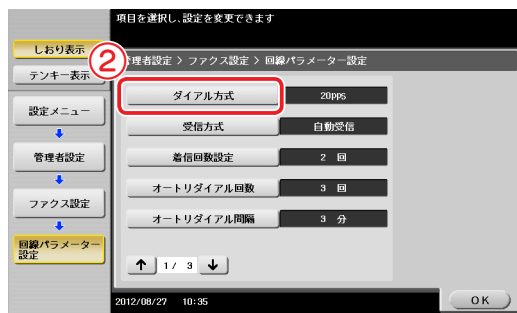 項目を選択し、設定を変更できます
しおり表示
テンキー表示
②
管理者設定 > ファクス設定 > 回線パラメーター設定
設定メニュー
管理者設定
ファクス設定
回線パラメーター
設定
ダイアル方式 20pps
受信方式 自動受信
着信回数設定 2 回
オートリダイアル回数 3 回
オートリダイアル間隔 3 分
↑ 1/ 3 ↓
2012/08/27 10:35
OK